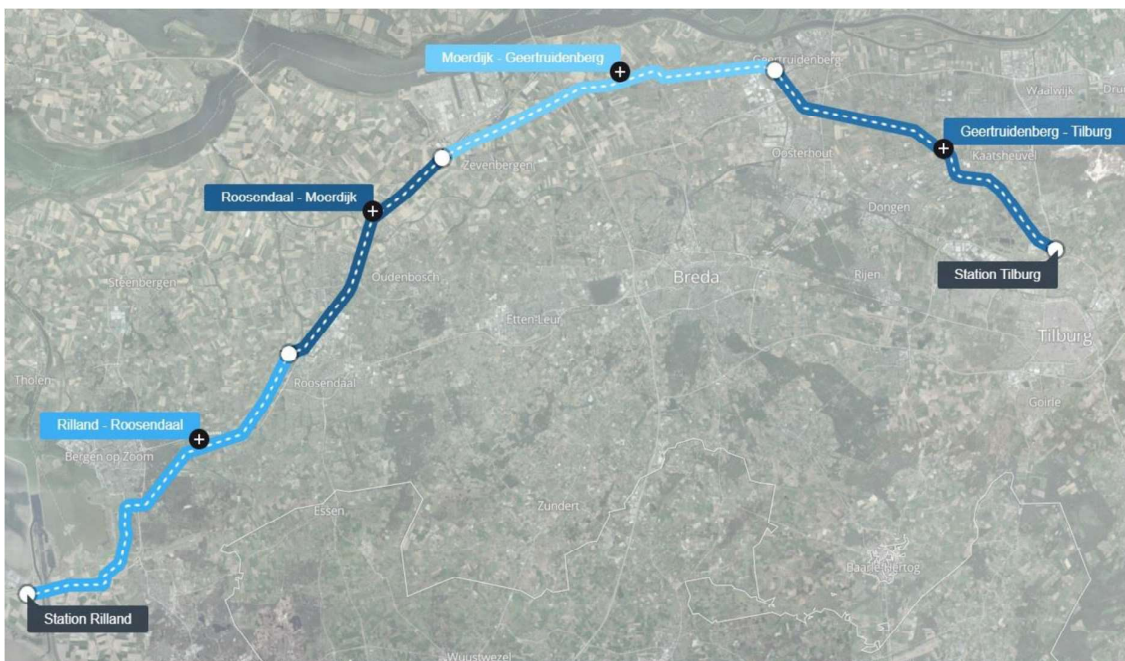 Moerdijk - Geertruidenberg
Geertruidenberg
Waalwijk
Dru
Geertruidenberg - Tilburg
Oosterhout
Kaatsheuvel
Zevenbergen
Roosendaal - Moerdijk
Dongen
Station Tilburg
Rijen
Breda
Oudenbosch
Steenbergen
Etten-Leur
Tilburg
Tholen
Roosendaal
Goirle
Rilland - Roosendaal
Bergen op Zoom
Essen
Zundert
Baarle-Hertog
Station Rilland
Wuustwezel